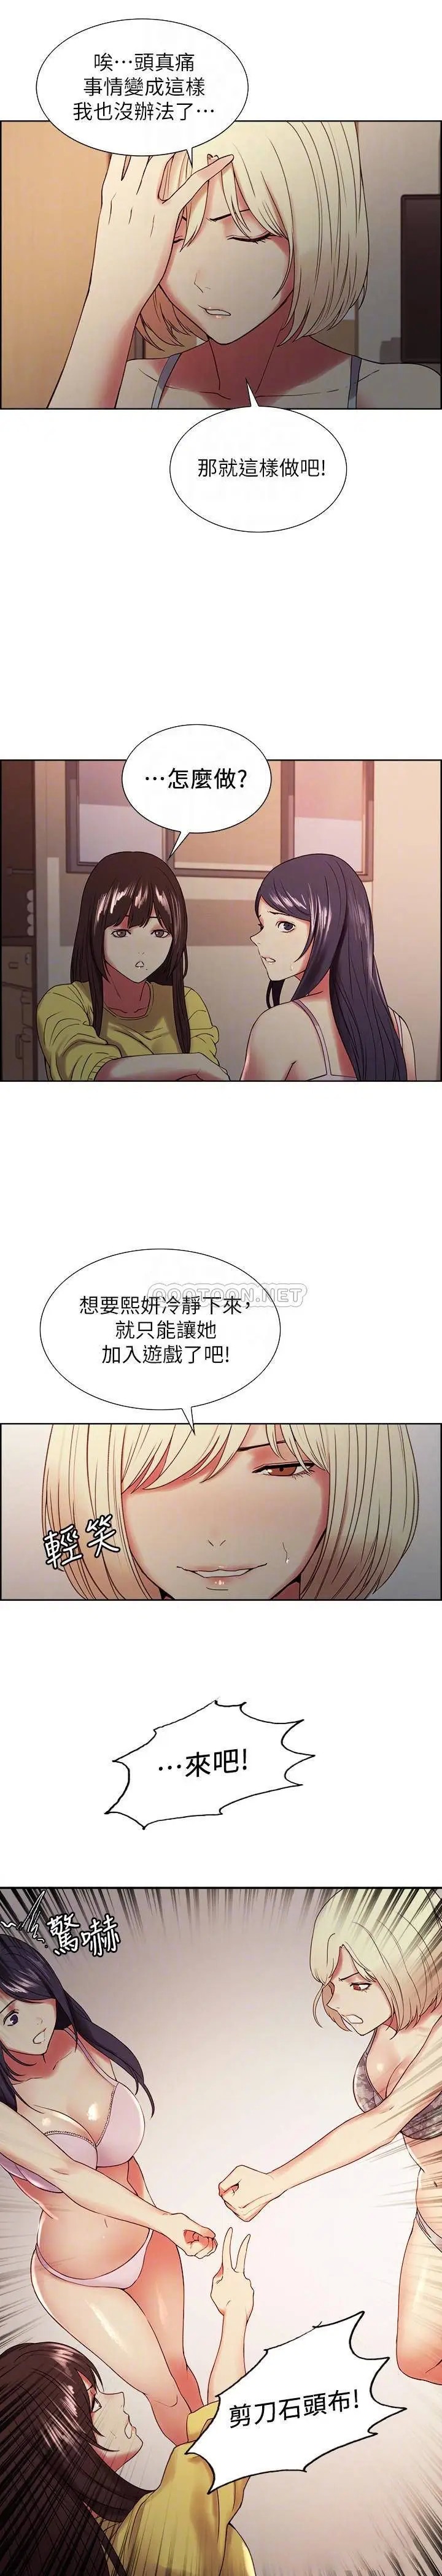 唉…頭真痛
事情變成這樣
我也沒辦法了…
那就這樣做吧!
…怎麼做?
想要熙妍冷靜下來,
就只能讓她
加入遊戲了吧!
輕笑
…來吧!
驚嚇
剪刀石頭布!